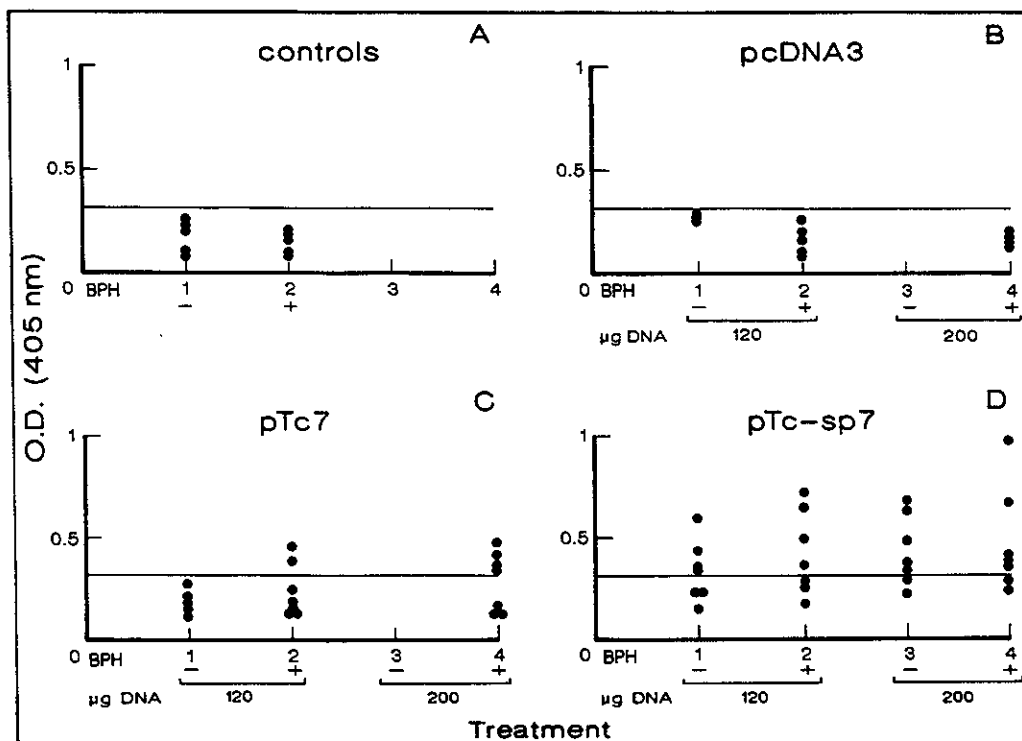 A
controls
1
0.5
0 BPH 1 2 3 4
− +
B
pcDNA3
1
0.5
0 BPH 1 2 3 4
− + − +
µg DNA 120 200
C
pTc7
1
0.5
0 BPH 1 2 3 4
− + − +
µg DNA 120 200
D
pTc-sp7
1
0.5
0 BPH 1 2 3 4
− + − +
µg DNA 120 200
O.D. (405 nm)
Treatment